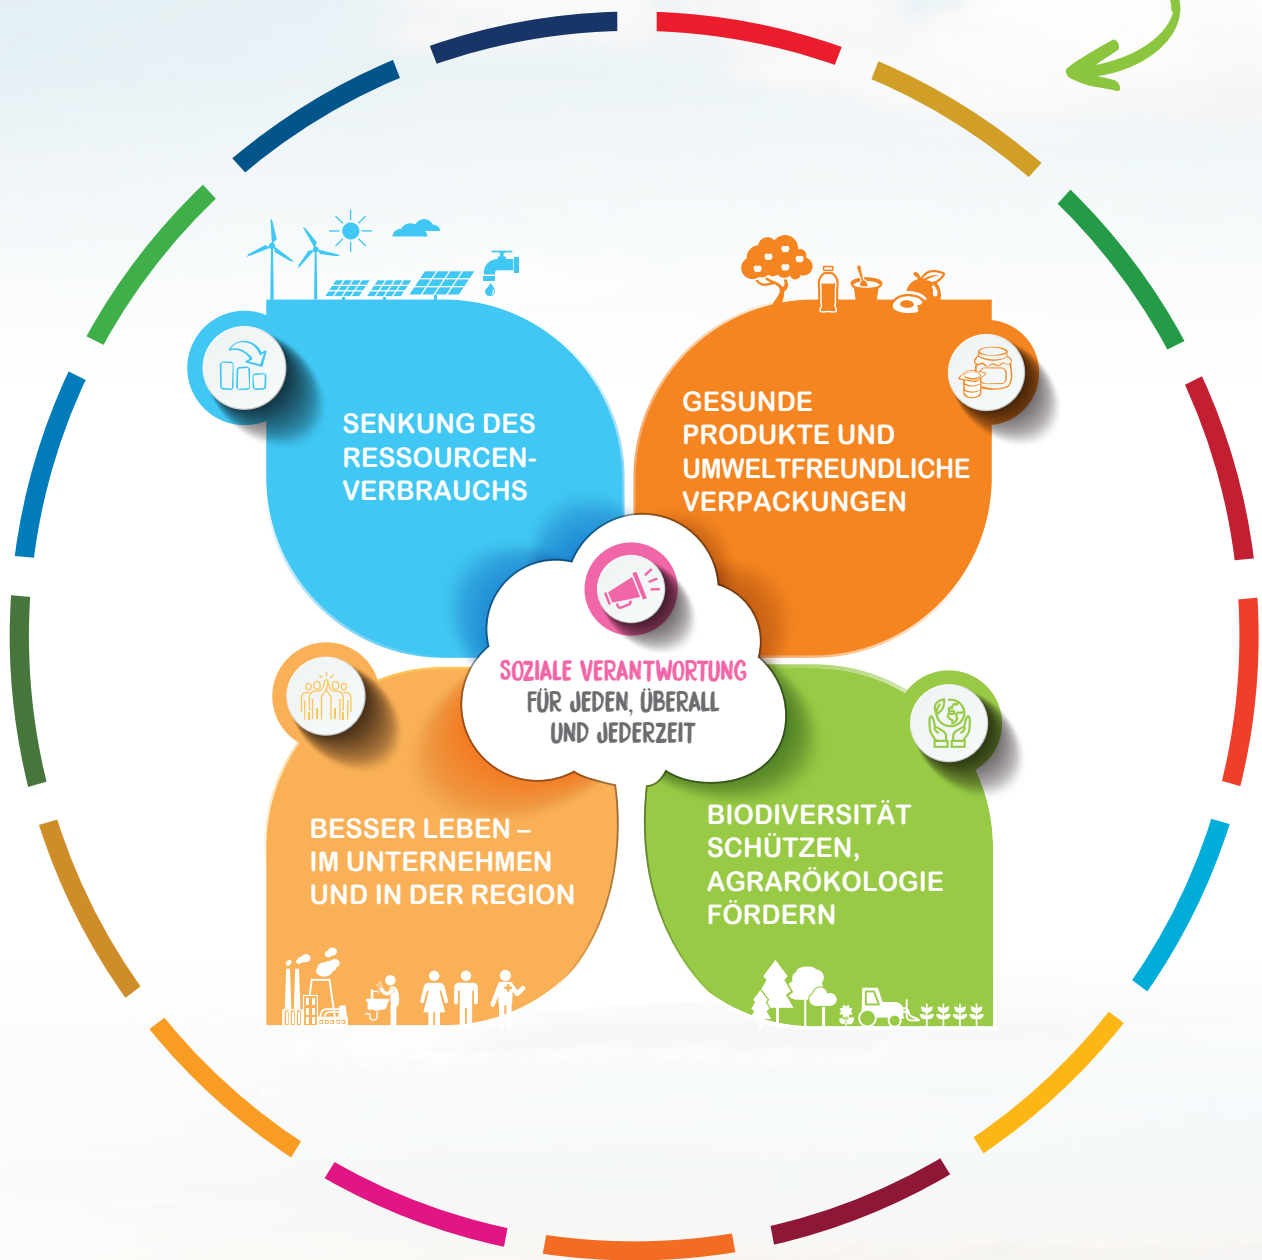 SENKUNG DES
RESSOURCEN-
VERBRAUCHS
GESUNDE
PRODUKTE UND
UMWELTFREUNDLICHE
VERPACKUNGEN
SOZIALE VERANTWORTUNG
FÜR JEDEN, ÜBERALL
UND JEDERZEIT
BESSER LEBEN –
IM UNTERNEHMEN
UND IN DER REGION
BIODIVERSITÄT
SCHÜTZEN,
AGRARÖKOLOGIE
FÖRDERN